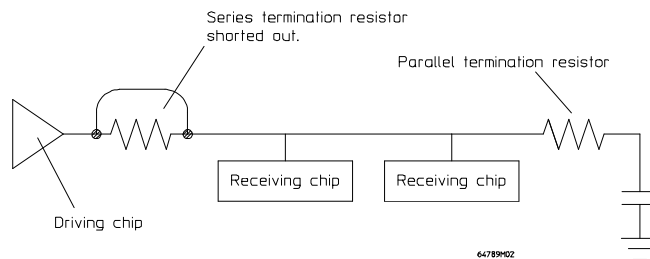 Series termination resistor
shorted out.
Parallel termination resistor
Receiving chip
Receiving chip
Driving chip
64789M02